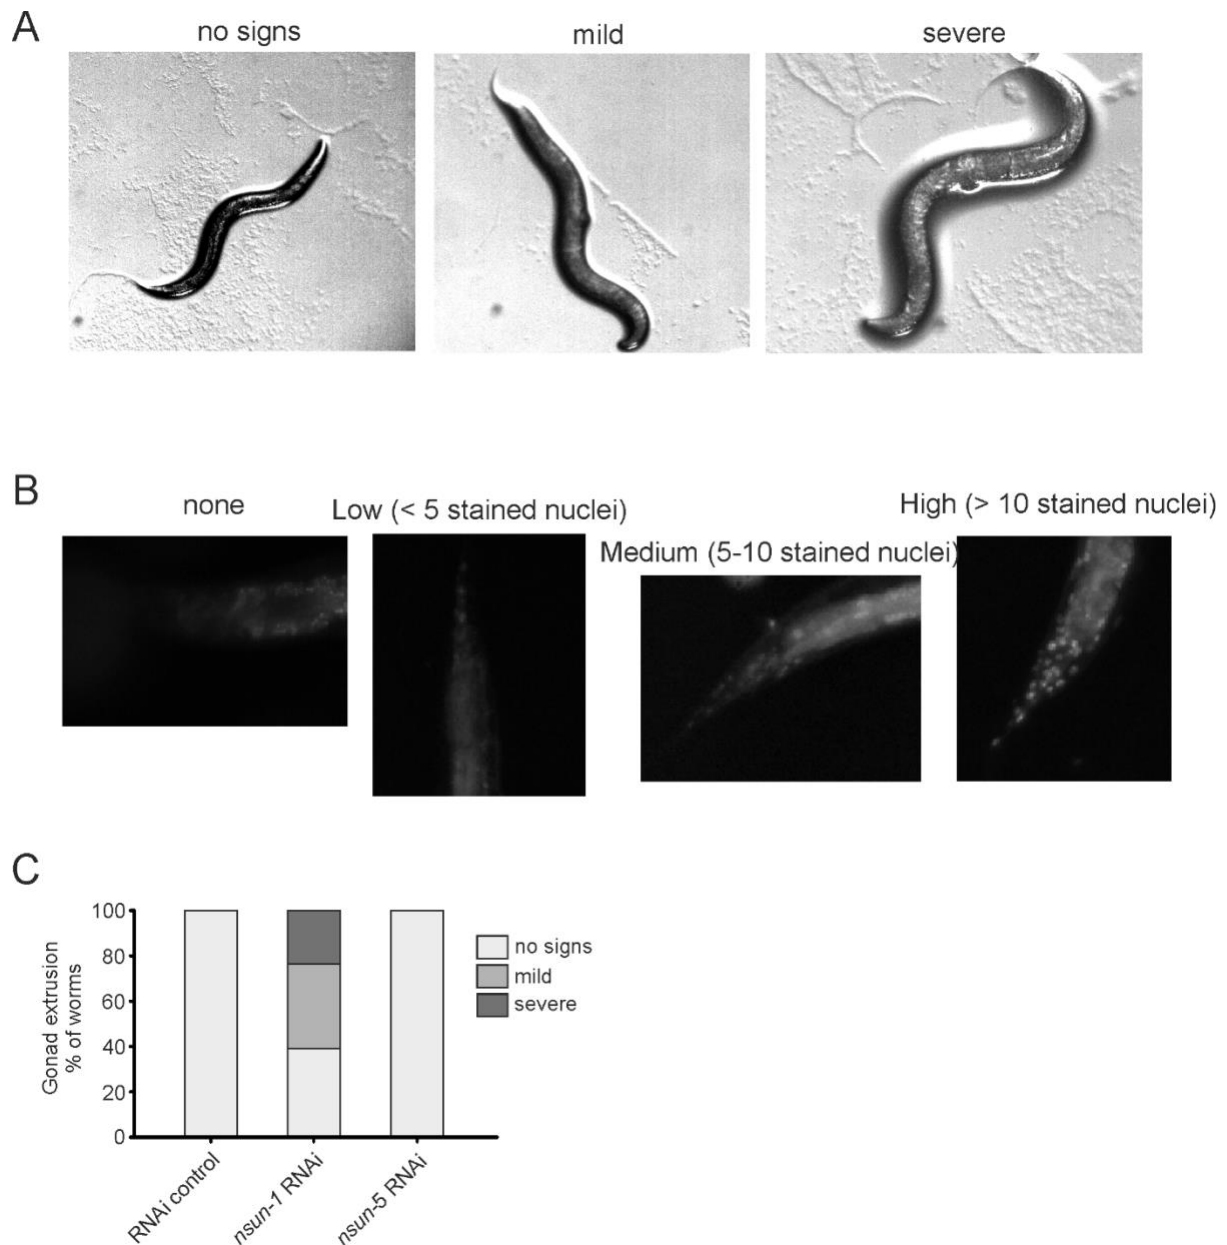 A
no signs
mild
severe
B
none
Low (< 5 stained nuclei)
Medium (5-10 stained nuclei)
High (> 10 stained nuclei)
C
Gonad extrusion
% of worms
100
80
60
40
20
0
no signs
mild
severe
RNAi control
nsun-1 RNAi
nsun-5 RNAi